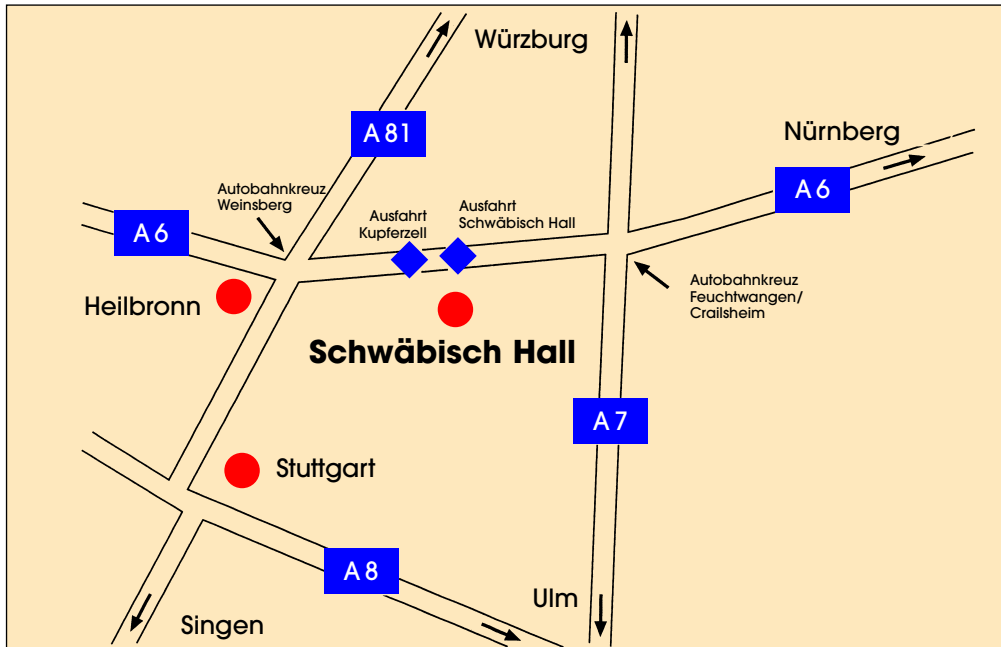 Würzburg
A 81
Nürnberg
A 6
Autobahnkreuz
Weinsberg
Ausfahrt
Kupferzell
Ausfahrt
Schwäbisch Hall
A 6
Autobahnkreuz
Feuchtwangen/
Crailsheim
Heilbronn
Schwäbisch Hall
A 7
Stuttgart
A 8
Ulm
Singen